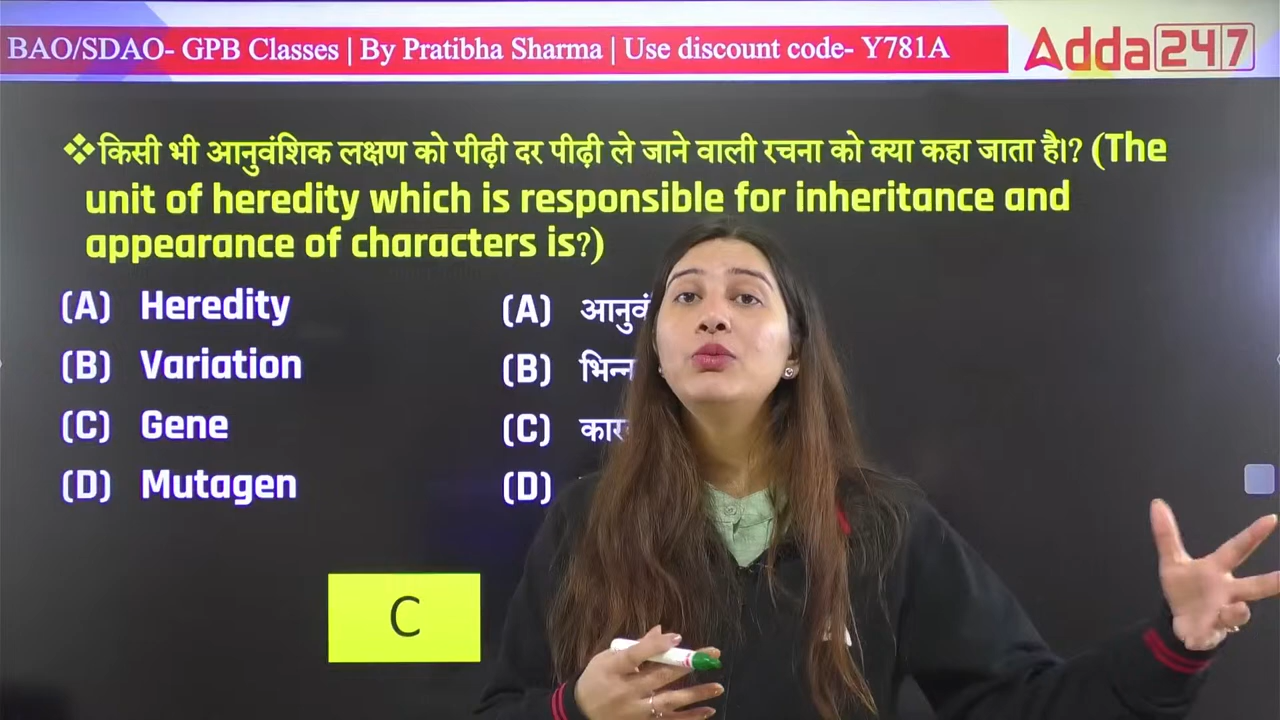 BAO/SDAO- GPB Classes | By Pratibha Sharma | Use discount code- Y781A
Adda247
❖किसी भी आनुवंशिक लक्षण को पीढ़ी दर पीढ़ी ले जाने वाली रचना को क्या कहा जाता है।? (The
unit of heredity which is responsible for inheritance and
appearance of characters is?)
(A) Heredity
(B) Variation
(C) Gene
(D) Mutagen
(A)
(B)
(C)
(D)
C